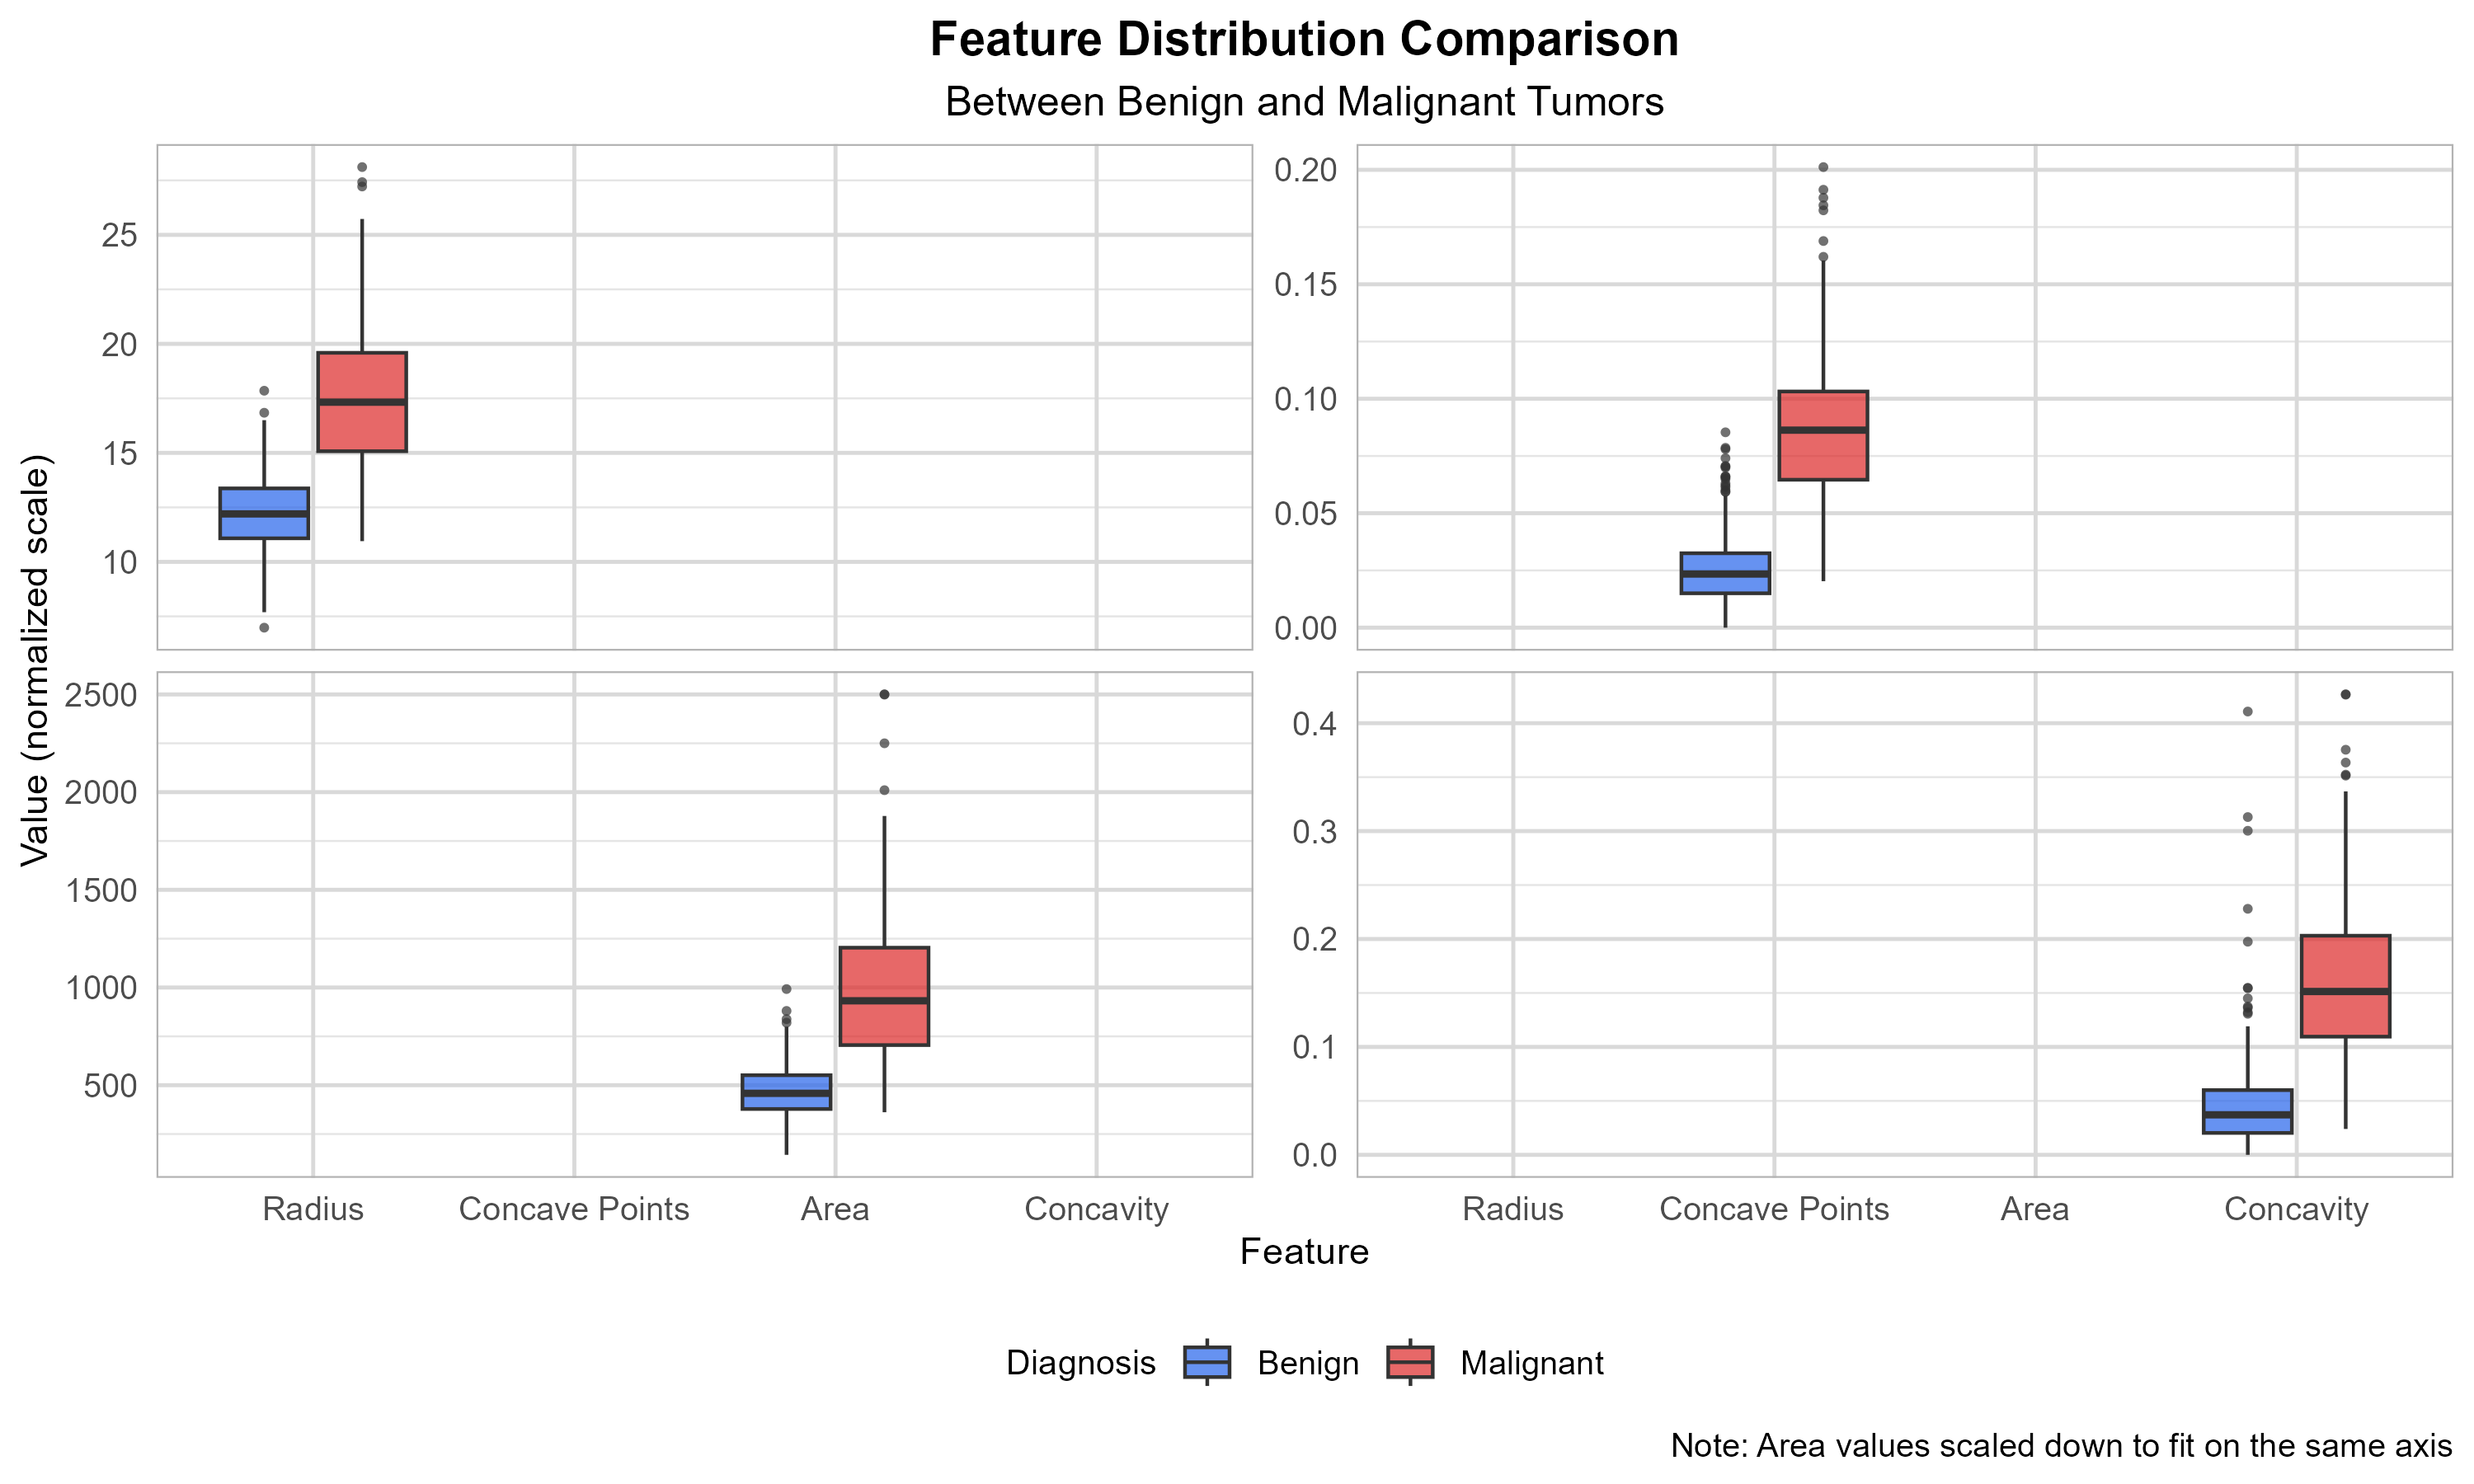 Feature Distribution Comparison
Between Benign and Malignant Tumors
Value (normalized scale)
25
20
15
10
0.20
0.15
0.10
0.05
0.00
2500
2000
1500
1000
500
0.4
0.3
0.2
0.1
0.0
Radius Concave Points Area Concavity
Radius Concave Points Area Concavity
Feature
Diagnosis Benign Malignant
Note: Area values scaled down to fit on the same axis